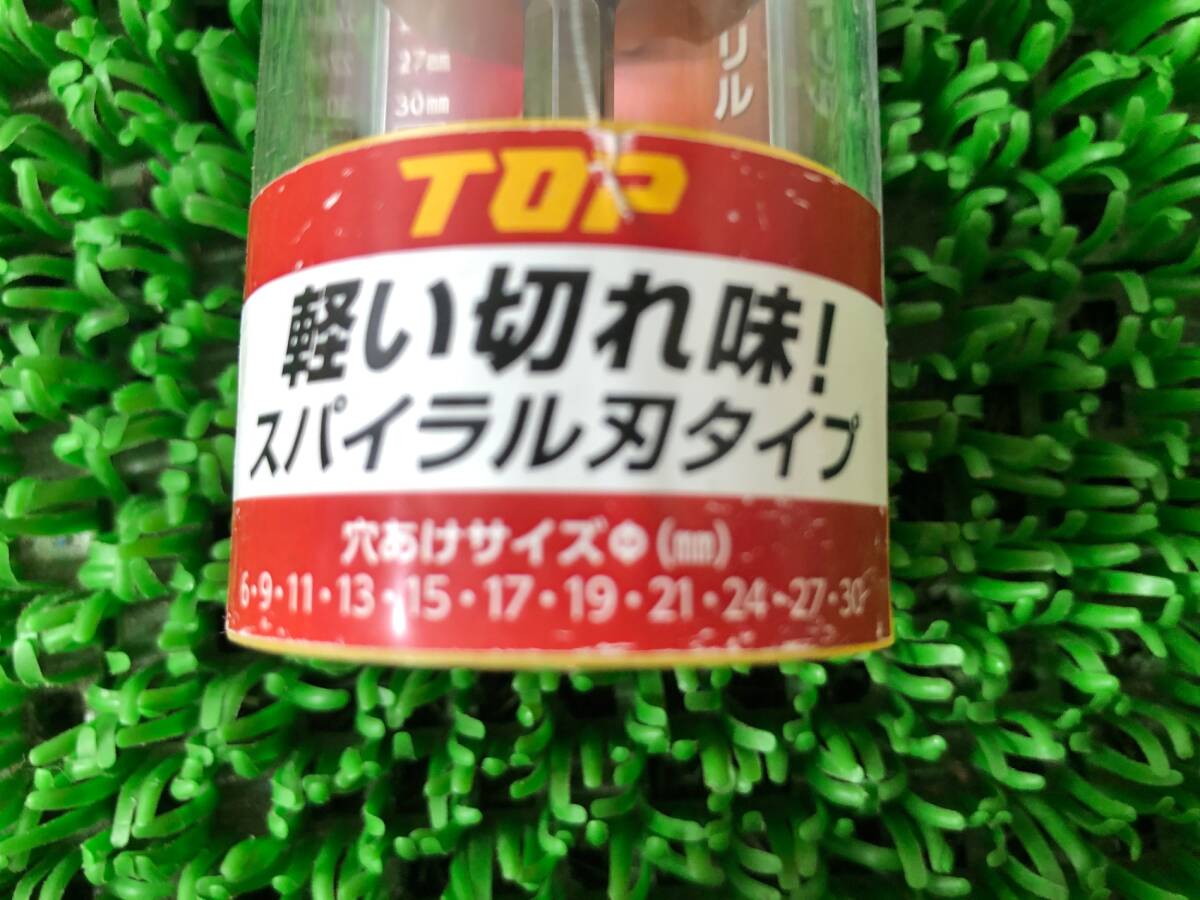 27mm
30mm
リル
TOP
軽い切れ味!
スパイラル刃タイプ
穴あけサイズΦ(mm)
6・9・11・13・15・17・19・21・24・27・30